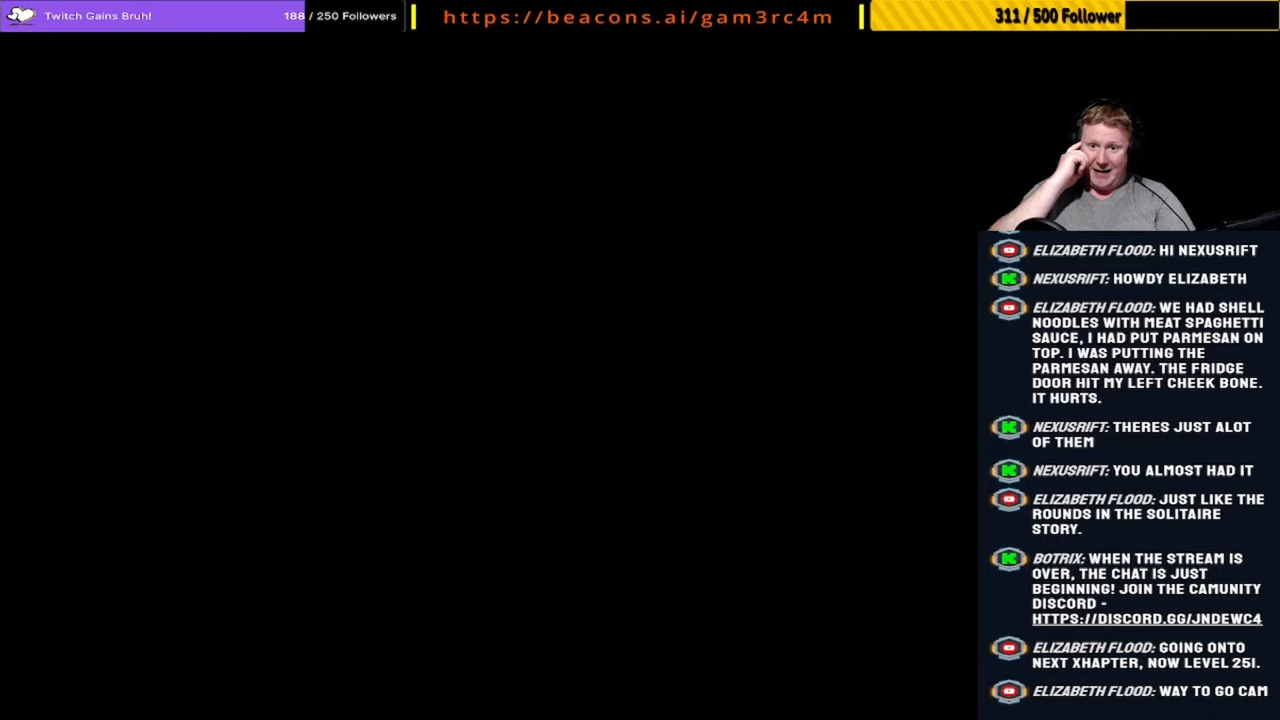 Twitch Gains Bruh!
188 / 250 Followers
https://beacons.ai/gam3rc4m
311 / 500 Follower
ELIZABETH FLOOD: HI NEXUSRIFT
NEXUSRIFT: HOWDY ELIZABETH
ELIZABETH FLOOD: WE HAD SHELL
NOODLES WITH MEAT SPAGHETTI
SAUCE, I HAD PUT PARMESAN ON
TOP. I WAS PUTTING THE
PARMESAN AWAY. THE FRIDGE
DOOR HIT MY LEFT CHEEK BONE.
IT HURTS.
NEXUSRIFT: THERES JUST ALOT
OF THEM
NEXUSRIFT: YOU ALMOST HAD IT
ELIZABETH FLOOD: JUST LIKE THE
ROUNDS IN THE SOLITAIRE
STORY.
BOTRIX: WHEN THE STREAM IS
OVER, THE CHAT IS JUST
BEGINNING! JOIN THE CAMUNITY
DISCORD -
HTTPS://DISCORD.GG/JNDEWC4
ELIZABETH FLOOD: GOING ONTO
NEXT XHAPTER, NOW LEVEL 251.
ELIZABETH FLOOD: WAY TO GO CAM